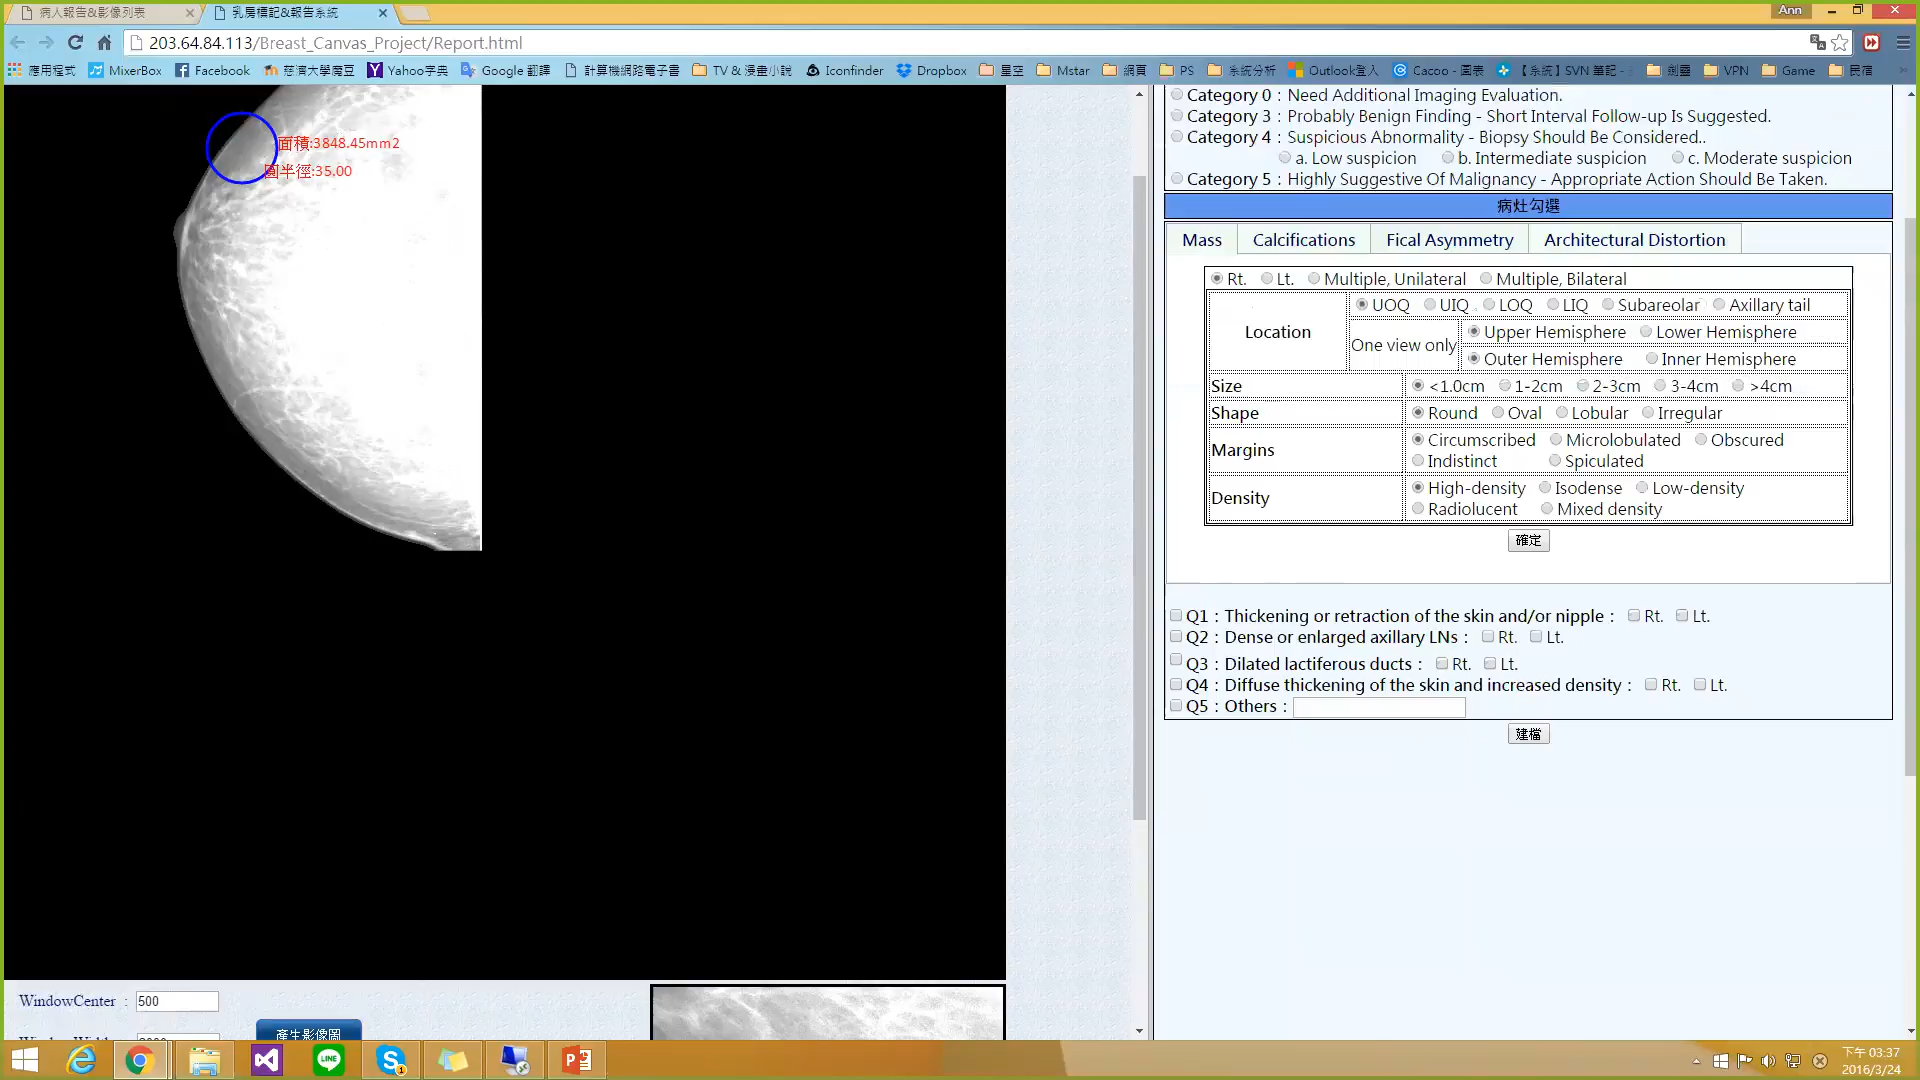 病人報告&影像列表
乳房標記&報告系統
Ann
203.64.84.113/Breast_Canvas_Project/Report.html
應用程式 MixerBox Facebook 慈濟大學魔豆 Yahoo字典 Google 翻譯 計算機網路電子書 TV & 漫畫小說 Iconfinder Dropbox 星空 Mstar 網頁 PS 系統分析 Outlook登入 Cacoo - 圖表 【系統】SVN 筆記 - 劍靈 VPN Game 民宿
面積:3848.45mm2
圓半徑:35.00
Category 0 : Need Additional Imaging Evaluation.
Category 3 : Probably Benign Finding - Short Interval Follow-up Is Suggested.
Category 4 : Suspicious Abnormality - Biopsy Should Be Considered..
a. Low suspicion b. Intermediate suspicion c. Moderate suspicion
Category 5 : Highly Suggestive Of Malignancy - Appropriate Action Should Be Taken.
病灶勾選
Mass Calcifications Fical Asymmetry Architectural Distortion
Rt. Lt. Multiple, Unilateral Multiple, Bilateral
Location
UOQ UIQ LOQ LIQ Subareolar Axillary tail
One view only
Upper Hemisphere Lower Hemisphere
Outer Hemisphere Inner Hemisphere
Size <1.0cm 1-2cm 2-3cm 3-4cm >4cm
Shape Round Oval Lobular Irregular
Margins
Circumscribed Microlobulated Obscured
Indistinct Spiculated
Density
High-density Isodense Low-density
Radiolucent Mixed density
確定
Q1 : Thickening or retraction of the skin and/or nipple : Rt. Lt.
Q2 : Dense or enlarged axillary LNs : Rt. Lt.
Q3 : Dilated lactiferous ducts : Rt. Lt.
Q4 : Diffuse thickening of the skin and increased density : Rt. Lt.
Q5 : Others :
建檔
WindowCenter : 500
產生影像圖
LINE
下午 03:37
2016/3/24